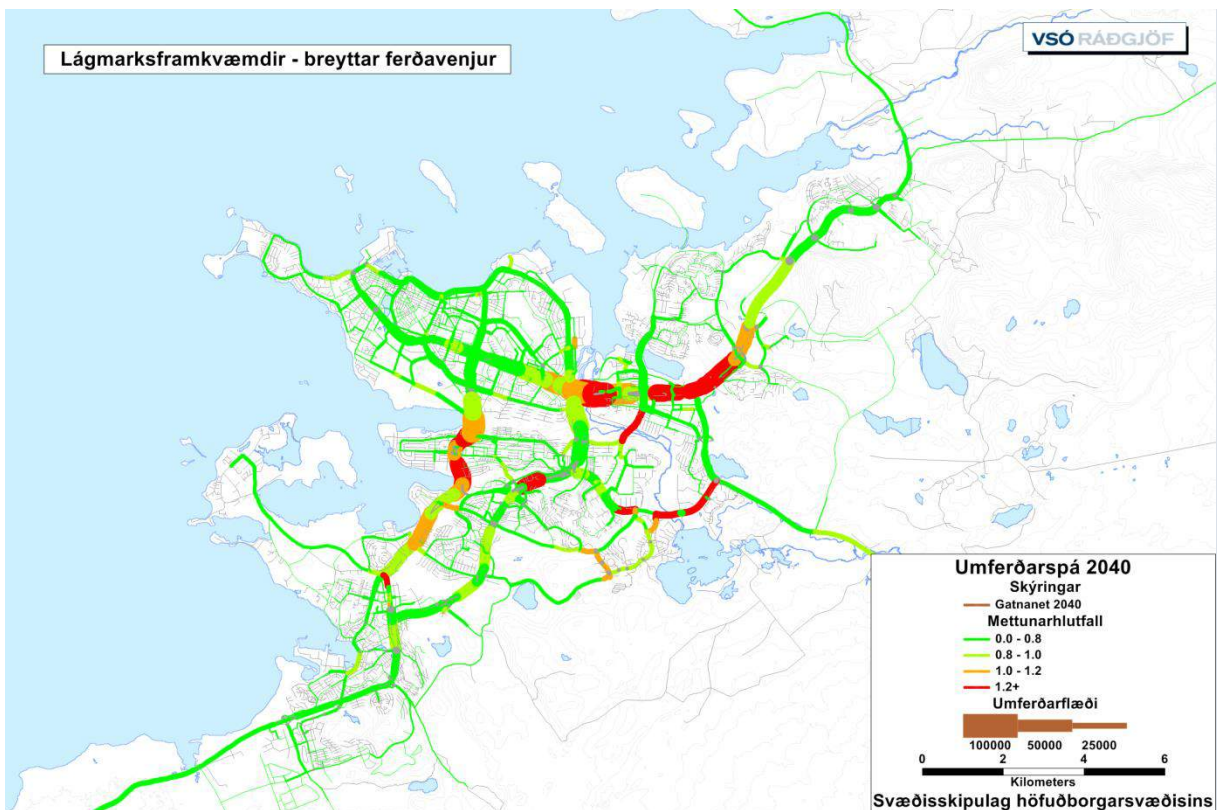 Lágmarksframkvæmdir - breyttar ferðavenjur
VSÓ RÁÐGJÖF
Umferðarspá 2040
Skýringar
Gatnanet 2040
Mettunarhlutfall
0.0 - 0.8
0.8 - 1.0
1.0 - 1.2
1.2+
Umferðarflæði
100000 50000 25000
0 2 4 6
Kilometers
Svæðisskipulag höfuðborgarsvæðisins